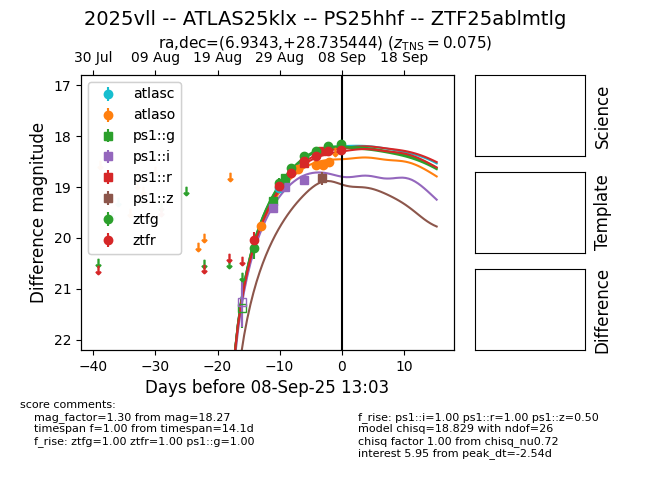 2025vll -- ATLAS25klx -- PS25hhf -- ZTF25ablmtlg
ra,dec=(6.9343,+28.735444) (z_TNS = 0.075)
30 Jul 09 Aug 19 Aug 29 Aug 08 Sep 18 Sep
17
18
19
20
21
22
Difference magnitude
atlasc
atlaso
ps1::g
ps1::i
ps1::r
ps1::z
ztfg
ztfr
−40 −30 −20 −10 0 10
Days before 08-Sep-25 13:03
Science
Template
Difference
score comments:
mag_factor=1.30 from mag=18.27
timespan f=1.00 from timespan=14.1d
f_rise: ztfg=1.00 ztfr=1.00 ps1::g=1.00
f_rise: ps1::i=1.00 ps1::r=1.00 ps1::z=0.50
model chisq=18.829 with ndof=26
chisq factor 1.00 from chisq_nu0.72
interest 5.95 from peak_dt=-2.54d